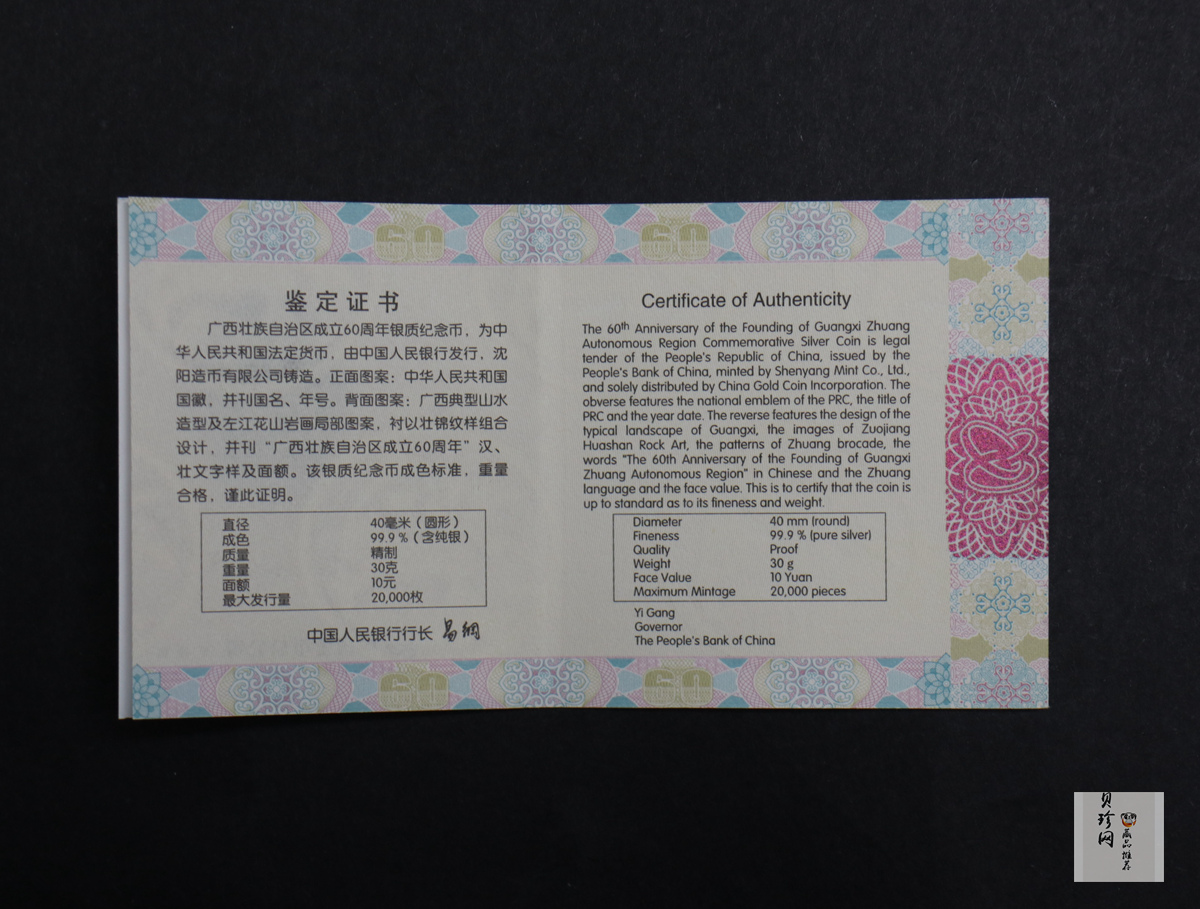 60
60
鉴定证书
广西壮族自治区成立60周年银质纪念币，为中
华人民共和国法定货币，由中国人民银行发行，沈
阳造币有限公司铸造。正面图案：中华人民共和国
国徽，并刊国名、年号。背面图案：广西典型山水
造型及左江花山岩画局部图案，衬以壮锦纹样组合
设计，并刊“广西壮族自治区成立60周年”汉、
壮文字样及面额。该银质纪念币成色标准，重量
合格，谨此证明。
直径 40毫米（圆形）
成色 99.9％（含纯银）
质量 精制
重量 30克
面额 10元
最大发行量 20,000枚
中国人民银行行长 易纲
Certificate of Authenticity
The 60th Anniversary of the Founding of Guangxi Zhuang
Autonomous Region Commemorative Silver Coin is legal
tender of the People's Republic of China, issued by the
People's Bank of China, minted by Shenyang Mint Co., Ltd.,
and solely distributed by China Gold Coin Incorporation. The
obverse features the national emblem of the PRC, the title of
PRC and the year date. The reverse features the design of the
typical landscape of Guangxi, the images of Zuojiang
Huashan Rock Art, the patterns of Zhuang brocade, the
words "The 60th Anniversary of the Founding of Guangxi
Zhuang Autonomous Region" in Chinese and the Zhuang
language and the face value. This is to certify that the coin is
up to standard as to its fineness and weight.
Diameter 40 mm (round)
Fineness 99.9 % (pure silver)
Quality Proof
Weight 30 g
Face Value 10 Yuan
Maximum Mintage 20,000 pieces
Yi Gang
Governor
The People's Bank of China
60
60
贝珍网
藏品推荐